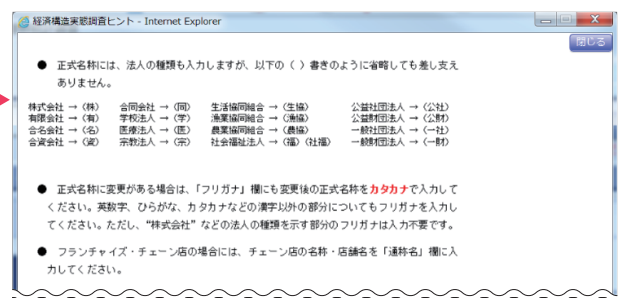 経済構造実態調査ヒント - Internet Explorer
閉じる
● 正式名称には、法人の種類も入力しますが、以下の（ ）書きのように省略しても差し支え
ありません。
株式会社 → （株） 合同会社 → （同） 生活協同組合 → （生協） 公益社団法人 → （公社）
有限会社 → （有） 学校法人 → （学） 漁業協同組合 → （漁協） 公益財団法人 → （公財）
合名会社 → （名） 医療法人 → （医） 農業協同組合 → （農協） 一般社団法人 → （一社）
合資会社 → （資） 宗教法人 → （宗） 社会福祉法人 → （福）（社福） 一般財団法人 → （一財）
● 正式名称に変更がある場合は、「フリガナ」欄にも変更後の正式名称をカタカナで入力して
ください。英数字、ひらがな、カタカナなどの漢字以外の部分についてもフリガナを入力し
てください。ただし、“株式会社”などの法人の種類を示す部分のフリガナは入力不要です。
● フランチャイズ・チェーン店の場合には、チェーン店の名称・店舗名を「通称名」欄に入
力してください。